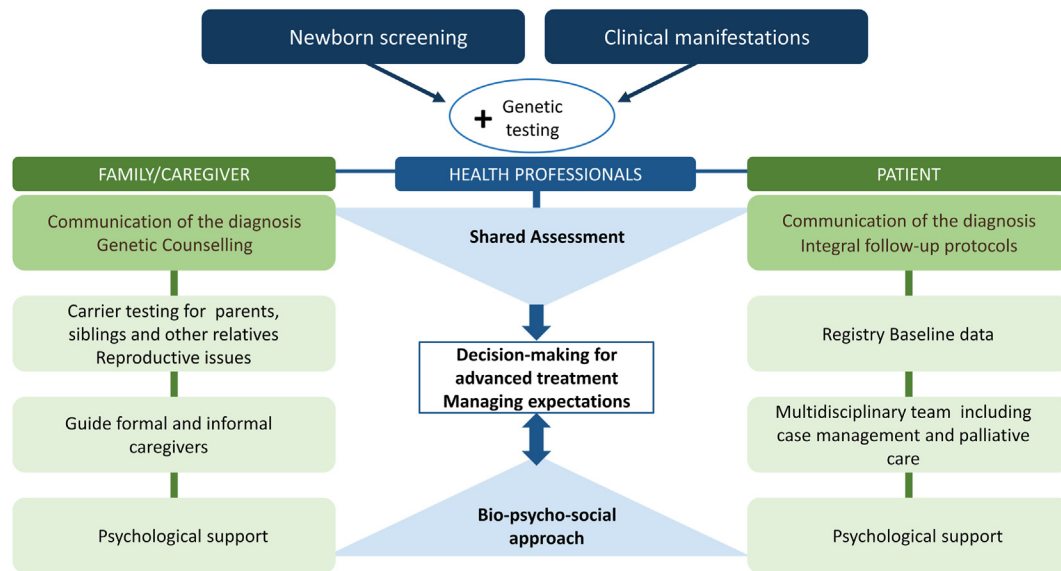 Newborn screening
Clinical manifestations
+ Genetic
testing
FAMILY/CAREGIVER
HEALTH PROFESSIONALS
PATIENT
Communication of the diagnosis
Genetic Counselling
Shared Assessment
Communication of the diagnosis
Integral follow-up protocols
Carrier testing for parents,
siblings and other relatives
Reproductive issues
Decision-making for
advanced treatment
Managing expectations
Registry Baseline data
Guide formal and informal
caregivers
Multidisciplinary team including
case management and palliative
care
Psychological support
Bio-psycho-social
approach
Psychological support